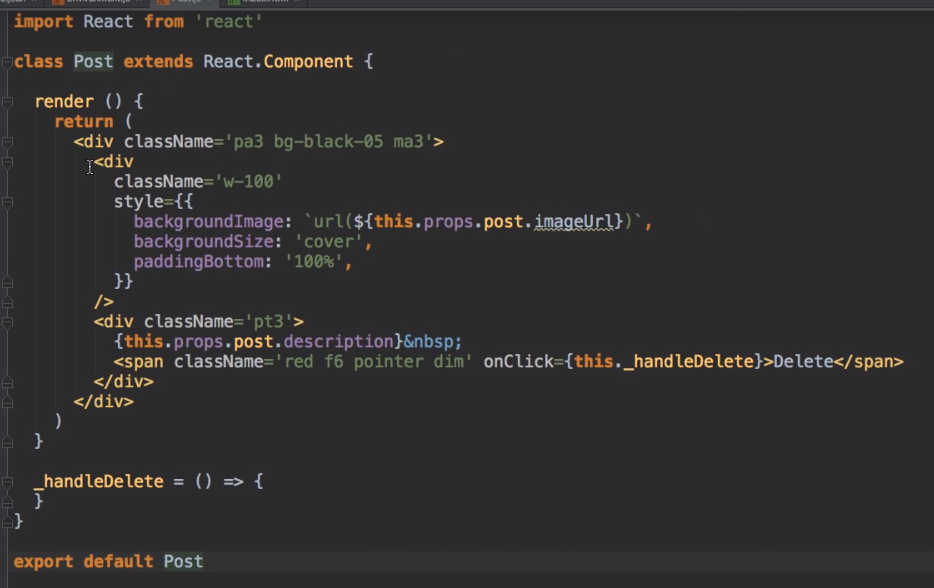 import React from 'react'
class Post extends React.Component {
render () {
return (
<div className='pa3 bg-black-05 ma3'>
<div
className='w-100'
style={{
backgroundImage: `url(${this.props.post.imageUrl})`,
backgroundSize: 'cover',
paddingBottom: '100%',
}}
/>
<div className='pt3'>
{this.props.post.description}&nbsp;
<span className='red f6 pointer dim' onClick={this._handleDelete}>Delete</span>
</div>
</div>
)
}
_handleDelete = () => {
}
}
export default Post